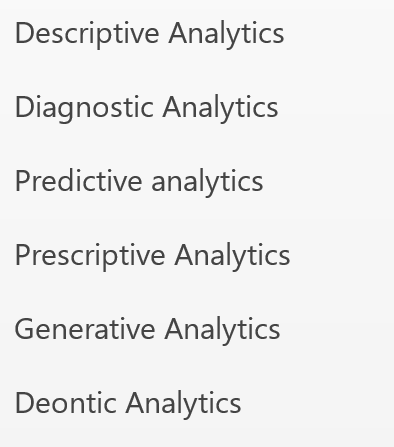 Descriptive Analytics
Diagnostic Analytics
Predictive analytics
Prescriptive Analytics
Generative Analytics
Deontic Analytics